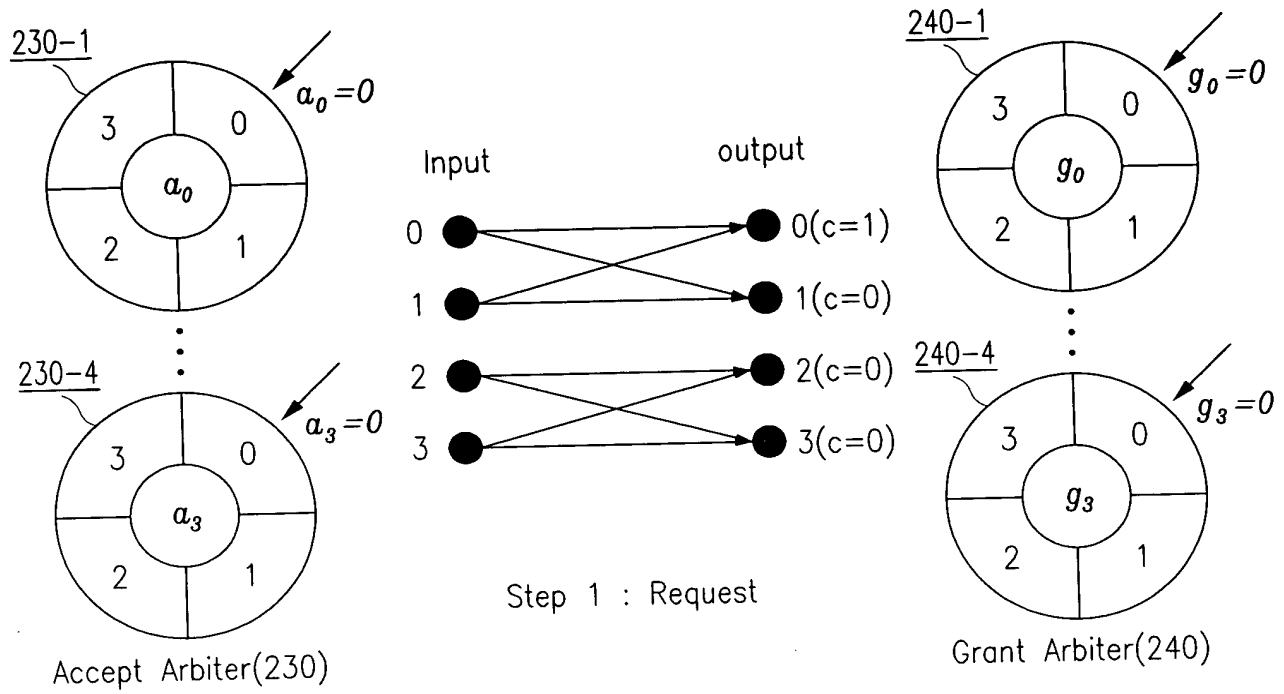 230-1
a0=0
3
0
a0
2
1
230-4
a3=0
3
0
a3
2
1
Accept Arbiter(230)
Input
output
0
0(c=1)
1
1(c=0)
2
2(c=0)
3
3(c=0)
Step 1 : Request
240-1
g0=0
3
0
g0
2
1
240-4
g3=0
3
0
g3
2
1
Grant Arbiter(240)